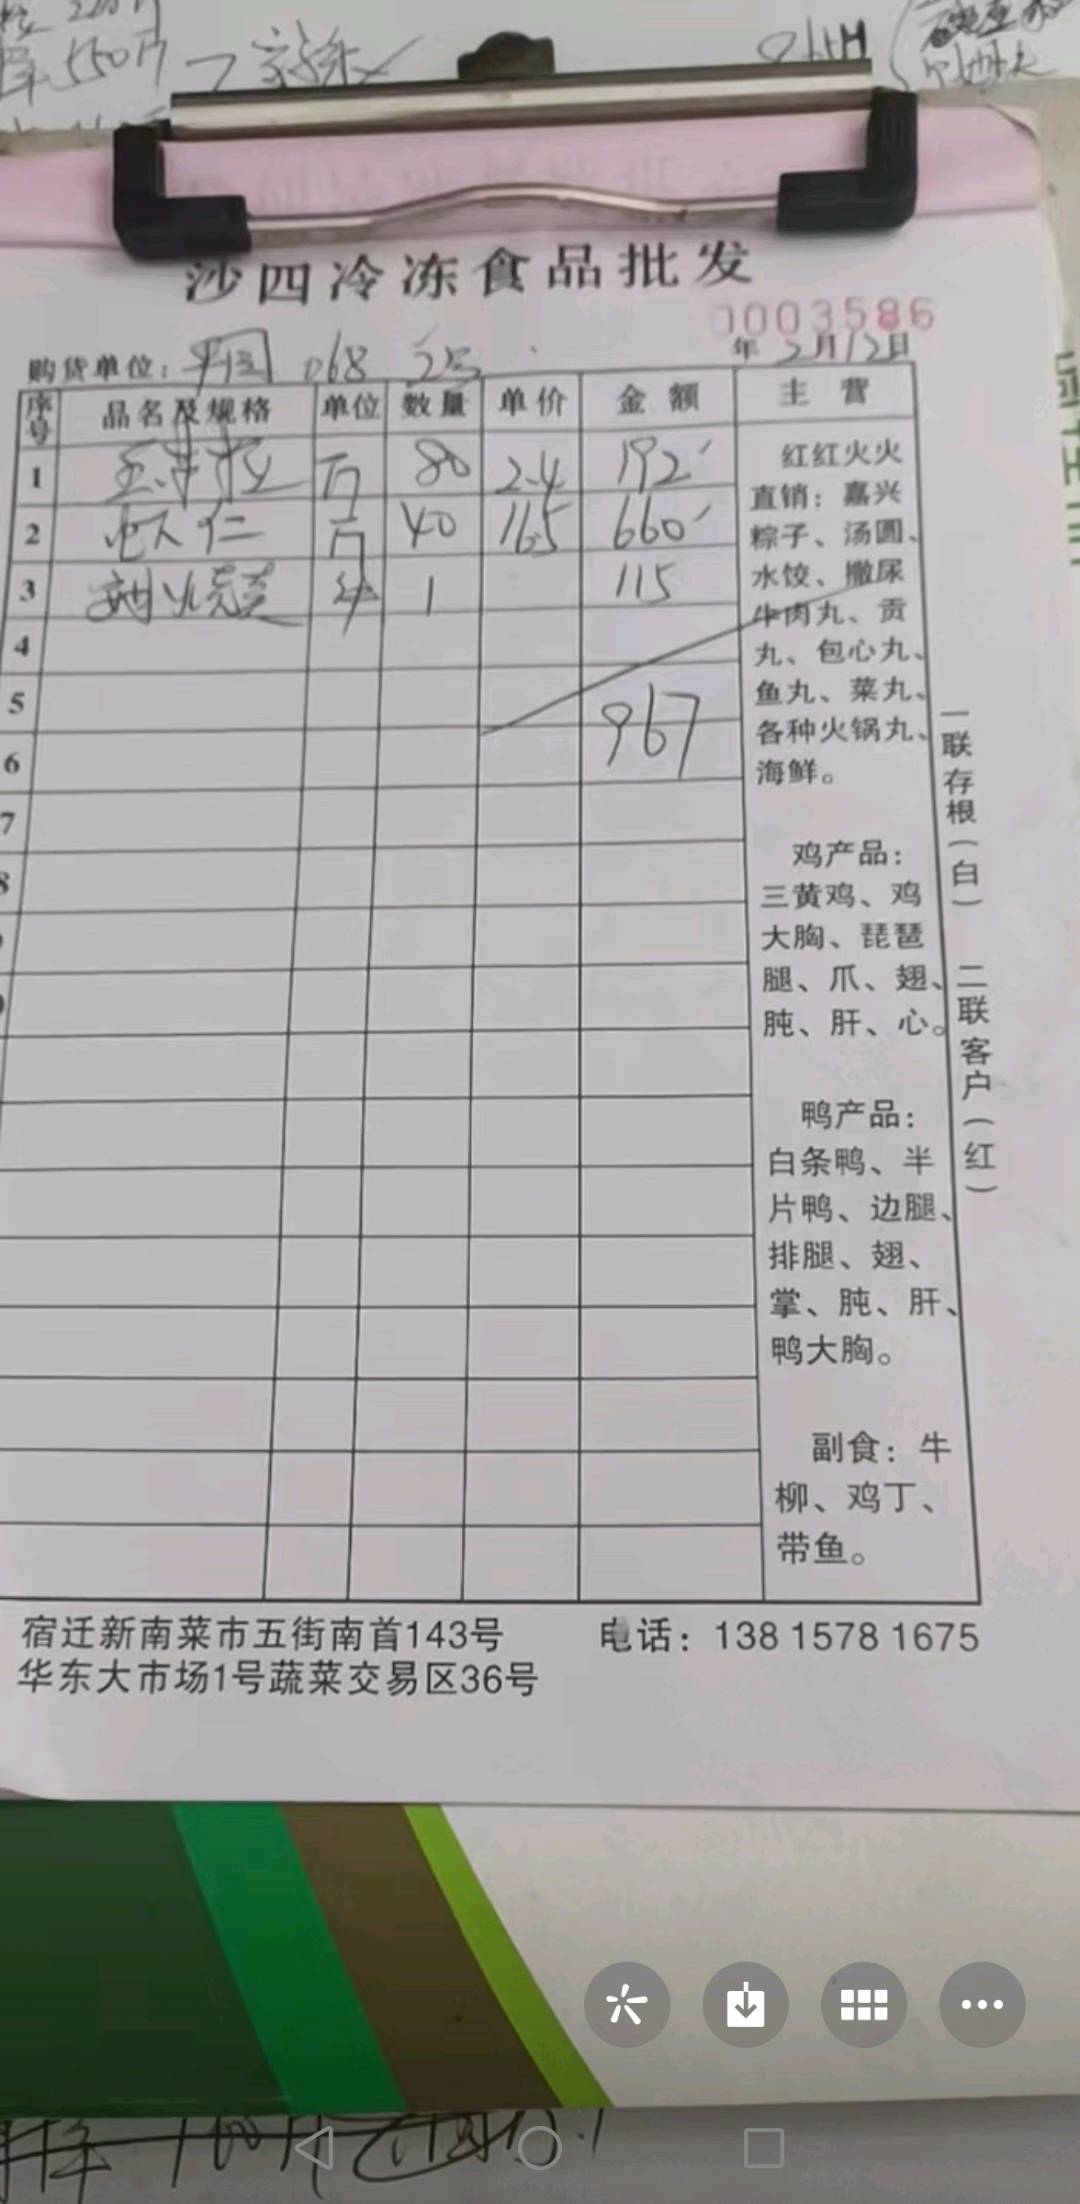 550斤
沙四冷冻食品批发
0003586
购货单位: 068 25
年 2月12日
序号 品名及规格 单位 数量 单价 金额 主营
1 斤 80 2.4 192
2 虾仁 斤 40 16.5 660
3 1 115
4
5
6 967
7
8
红红火火
直销：嘉兴
粽子、汤圆、
水饺、撒尿
牛肉丸、贡
丸、包心丸、
鱼丸、菜丸、
各种火锅丸、
海鲜。
鸡产品：
三黄鸡、鸡
大胸、琵琶
腿、爪、翅、
肫、肝、心。
鸭产品：
白条鸭、半
片鸭、边腿、
排腿、翅、
掌、肫、肝、
鸭大胸。
副食：牛
柳、鸡丁、
带鱼。
一联存根（白） 二联客户（红）
宿迁新南菜市五街南首143号 电话：138 1578 1675
华东大市场1号蔬菜交易区36号